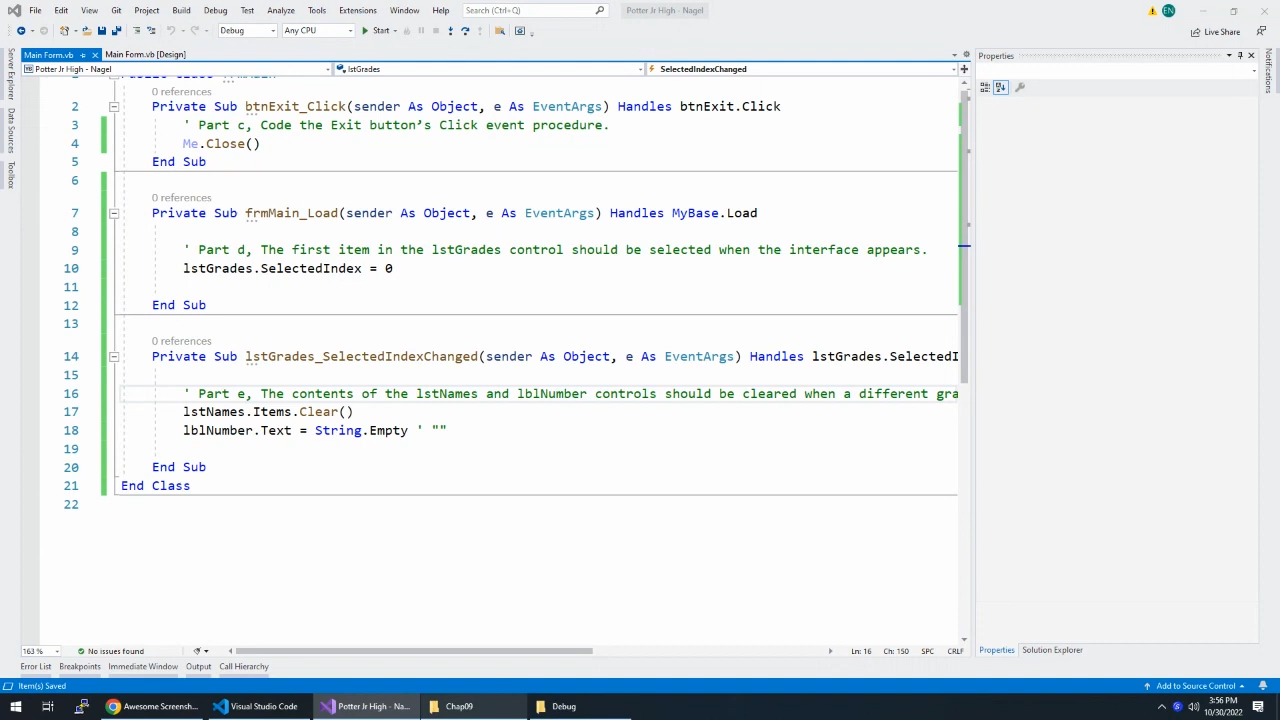 File Edit View Git Project Build Debug Test Analyze Tools Extensions Window Help Search (Ctrl+Q) Potter Jr High - Nagel EN
Debug Any CPU Start Live Share
Main Form.vb Main Form.vb [Design] Properties
Potter Jr High - Nagel lstGrades SelectedIndexChanged
Server Explorer
Data Sources
Toolbox
Notifications
0 references
2 Private Sub btnExit_Click(sender As Object, e As EventArgs) Handles btnExit.Click
3 ' Part c, Code the Exit button’s Click event procedure.
4 Me.Close()
5 End Sub
6
0 references
7 Private Sub frmMain_Load(sender As Object, e As EventArgs) Handles MyBase.Load
8
9 ' Part d, The first item in the lstGrades control should be selected when the interface appears.
10 lstGrades.SelectedIndex = 0
11
12 End Sub
13
0 references
14 Private Sub lstGrades_SelectedIndexChanged(sender As Object, e As EventArgs) Handles lstGrades.SelectedI
15
16 ' Part e, The contents of the lstNames and lblNumber controls should be cleared when a different gra
17 lstNames.Items.Clear()
18 lblNumber.Text = String.Empty ' ""
19
20 End Sub
21 End Class
22
163 % No issues found Ln: 16 Ch: 150 SPC CRLF
Properties Solution Explorer
Error List Breakpoints Immediate Window Output Call Hierarchy
Item(s) Saved Add to Source Control
Awesome Screensh... Visual Studio Code Potter Jr High - Na... Chap09 Debug
3:56 PM
10/30/2022